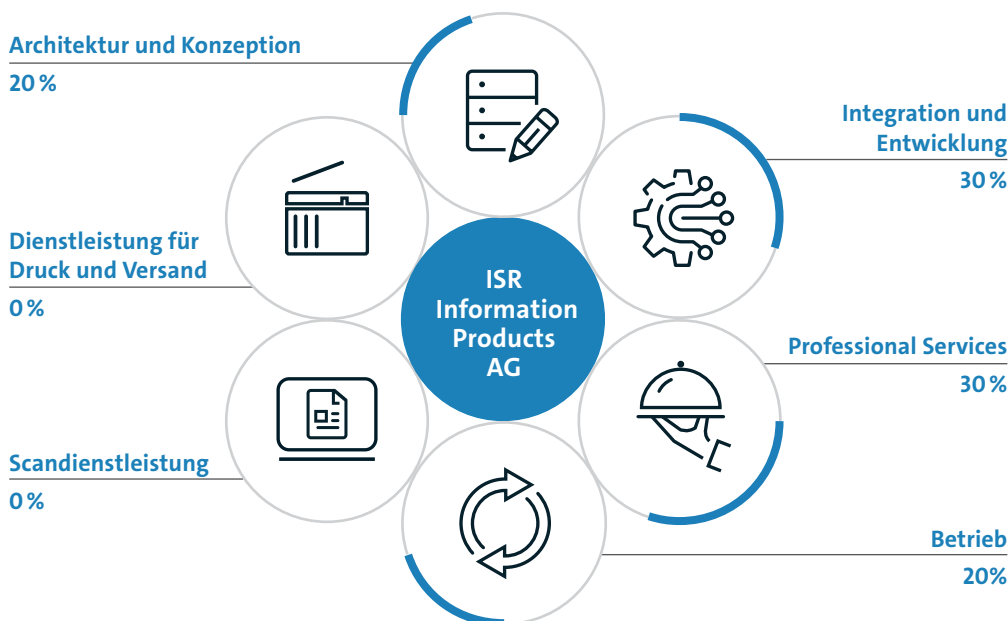 Architektur und Konzeption
20 %
Integration und
Entwicklung
30 %
Dienstleistung für
Druck und Versand
0 %
ISR
Information
Products
AG
Professional Services
30 %
Scandienstleistung
0 %
Betrieb
20%